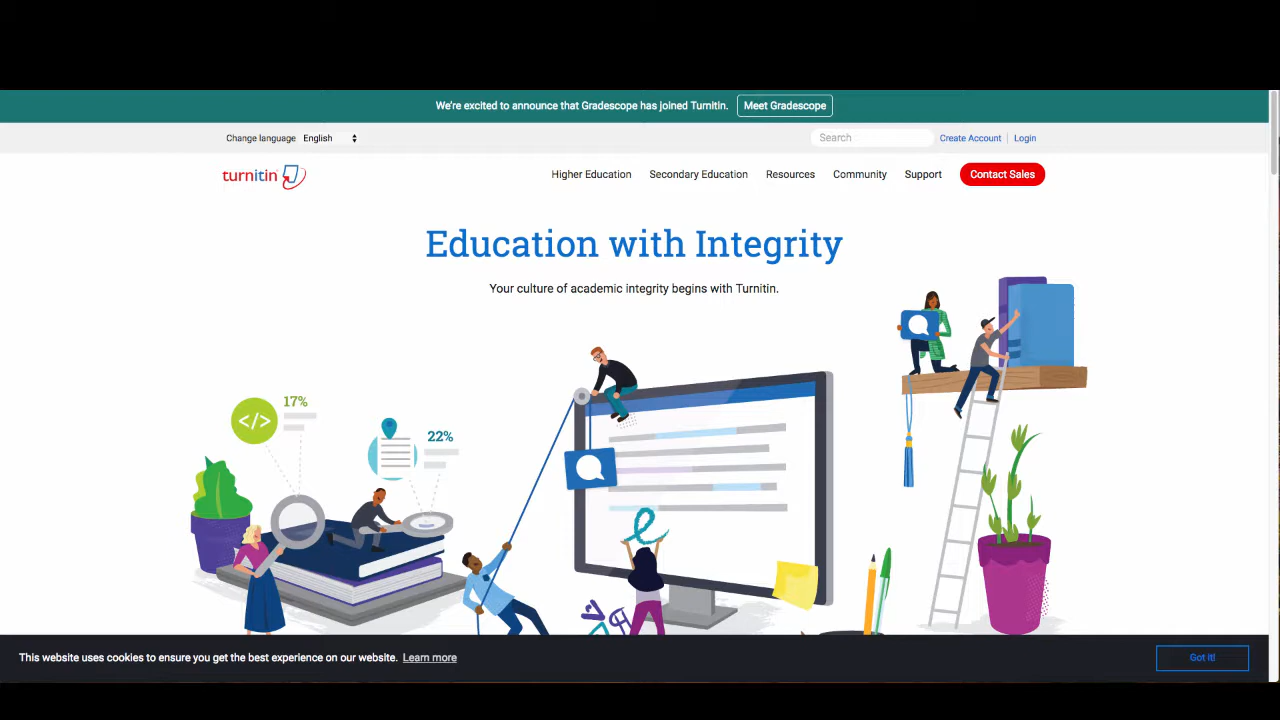 We're excited to announce that Gradescope has joined Turnitin. Meet Gradescope
Change language English Search Create Account Login
turnitin Higher Education Secondary Education Resources Community Support Contact Sales
Education with Integrity
Your culture of academic integrity begins with Turnitin.
</> 17%
22%
e
¶
This website uses cookies to ensure you get the best experience on our website. Learn more Got it!